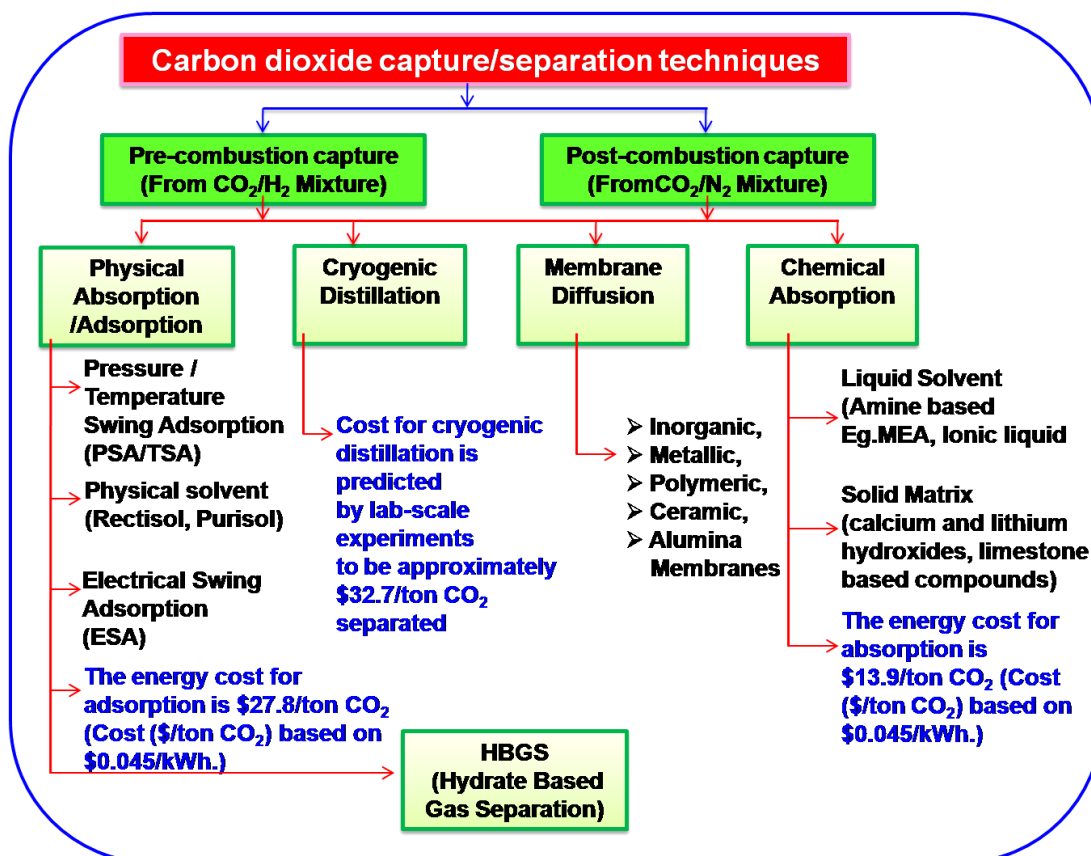 Carbon dioxide capture/separation techniques
Pre-combustion capture
(From CO₂/H₂ Mixture)
Post-combustion capture
(FromCO₂/N₂ Mixture)
Physical
Absorption
/Adsorption
Cryogenic
Distillation
Membrane
Diffusion
Chemical
Absorption
Pressure /
Temperature
Swing Adsorption
(PSA/TSA)
Physical solvent
(Rectisol, Purisol)
Electrical Swing
Adsorption
(ESA)
The energy cost for
adsorption is $27.8/ton CO₂
(Cost ($/ton CO₂) based on
$0.045/kWh.)
HBGS
(Hydrate Based
Gas Separation)
Cost for cryogenic
distillation is
predicted
by lab-scale
experiments
to be approximately
$32.7/ton CO₂
separated
➢ Inorganic,
➢ Metallic,
➢ Polymeric,
➢ Ceramic,
➢ Alumina
Membranes
Liquid Solvent
(Amine based
Eg.MEA, Ionic liquid
Solid Matrix
(calcium and lithium
hydroxides, limestone
based compounds)
The energy cost for
absorption is
$13.9/ton CO₂ (Cost
($/ton CO₂) based on
$0.045/kWh.)